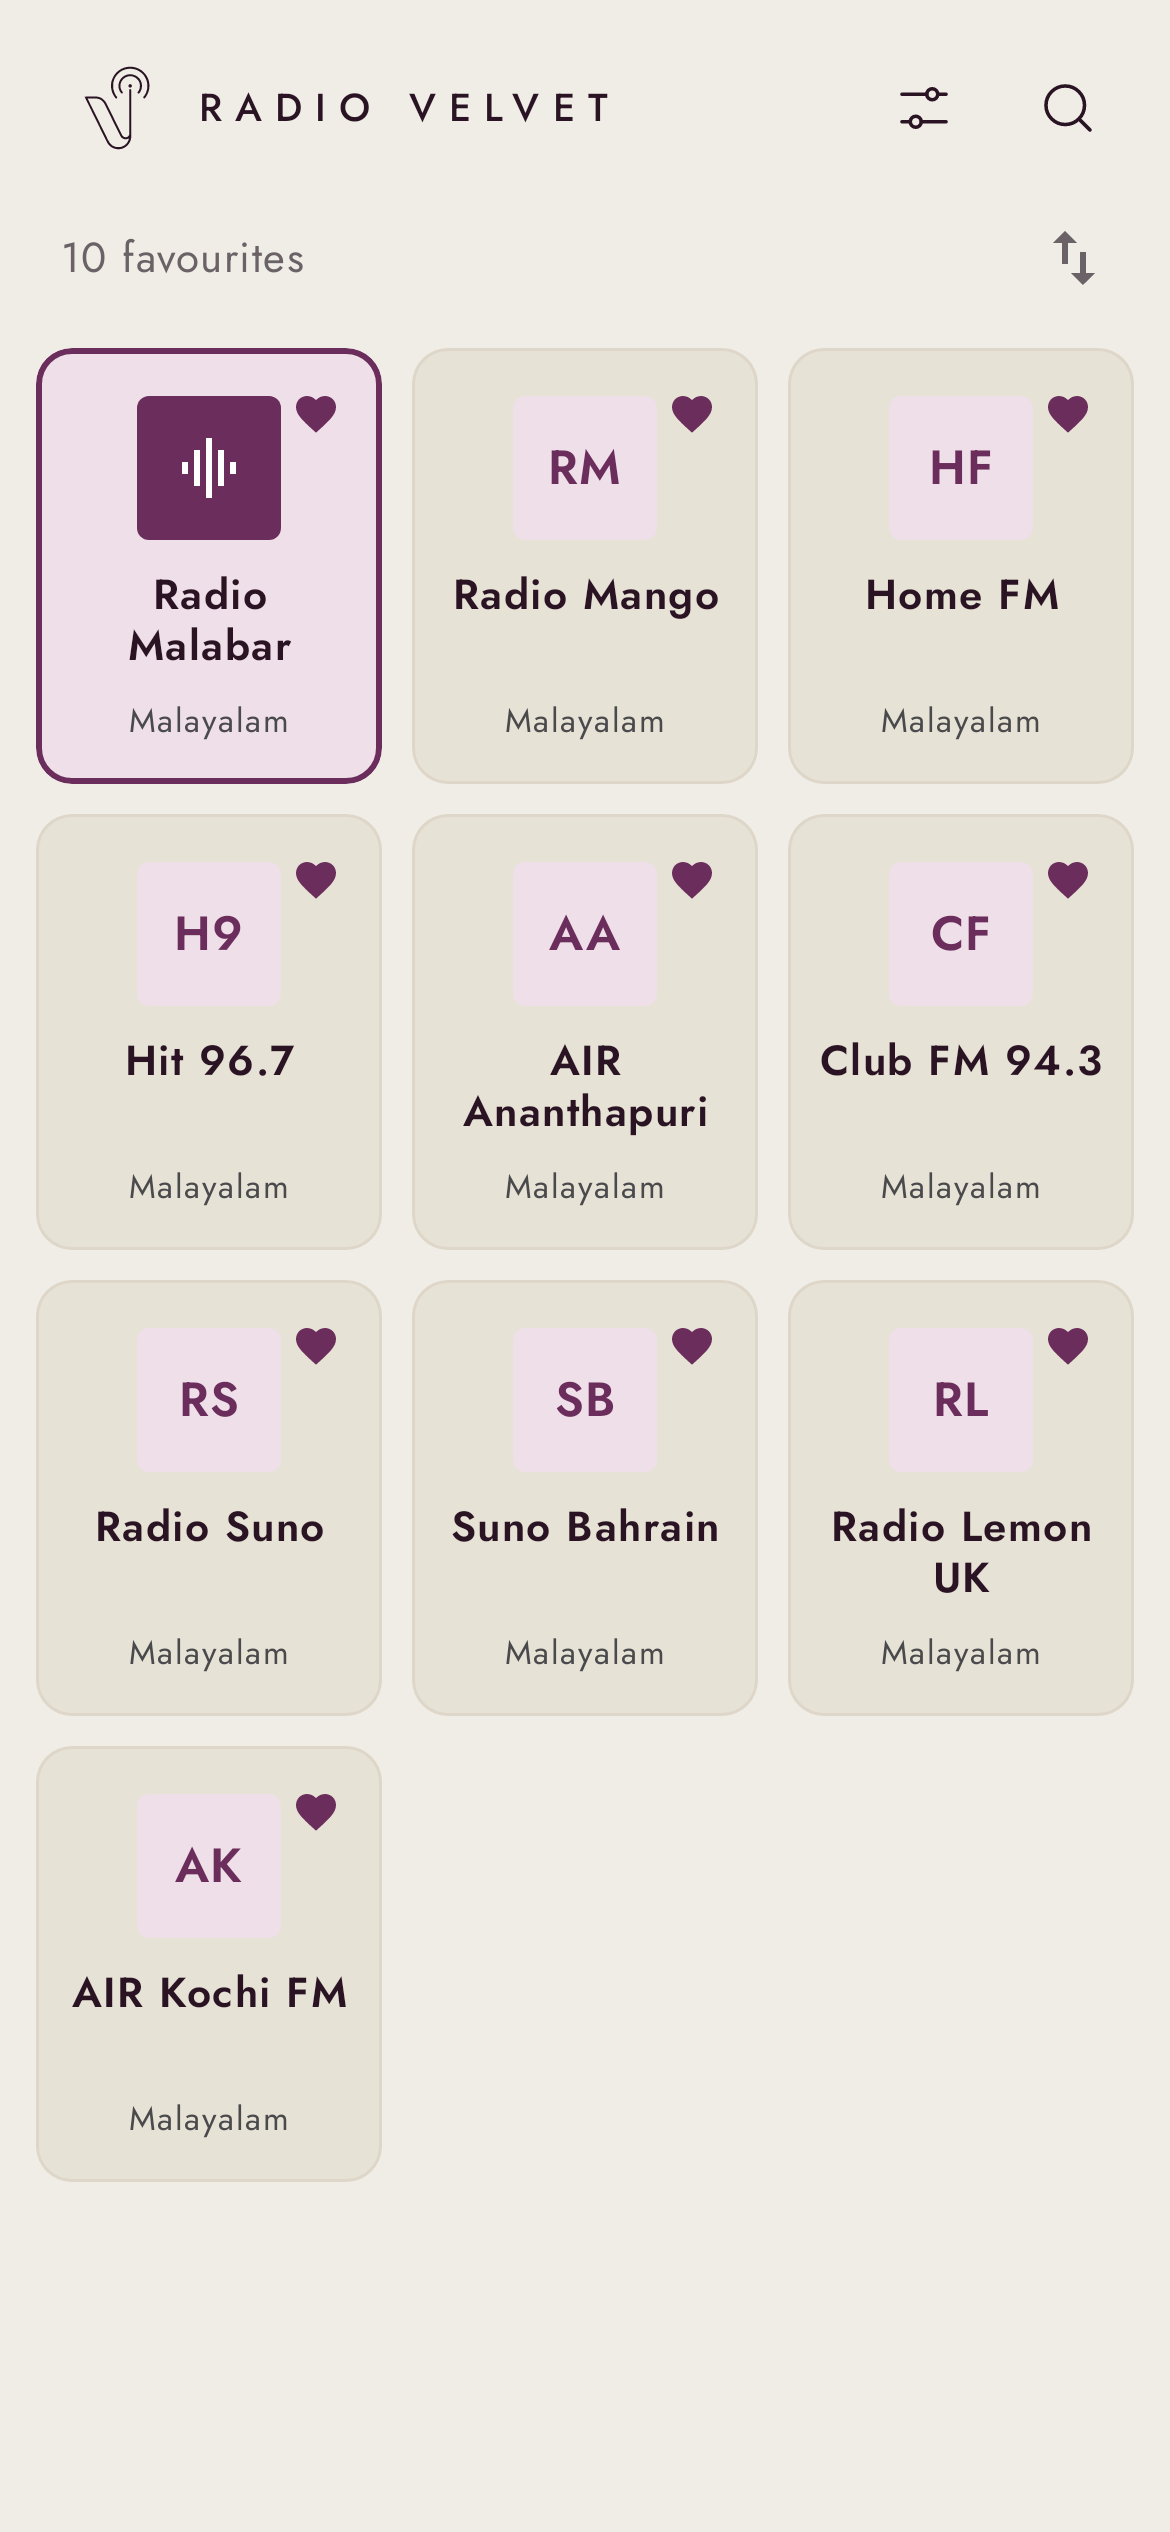 RADIO VELVET
10 favourites
Radio
Malabar
Malayalam
RM
Radio Mango
Malayalam
HF
Home FM
Malayalam
H9
Hit 96.7
Malayalam
AA
AIR
Ananthapuri
Malayalam
CF
Club FM 94.3
Malayalam
RS
Radio Suno
Malayalam
SB
Suno Bahrain
Malayalam
RL
Radio Lemon
UK
Malayalam
AK
AIR Kochi FM
Malayalam